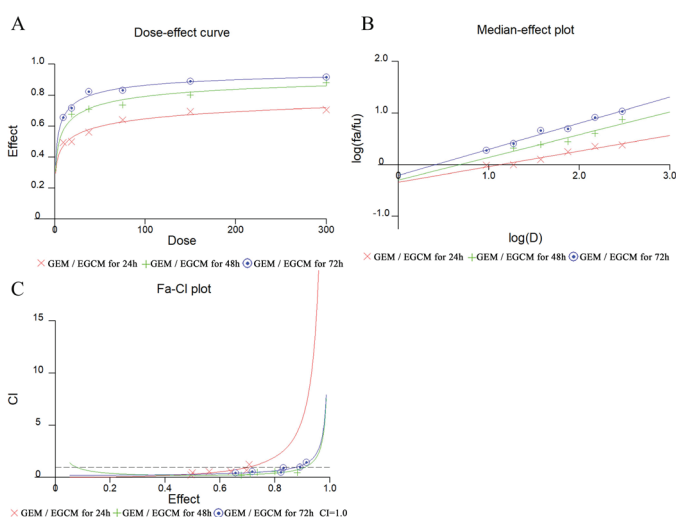 A
Dose-effect curve
1.0
0.8
0.6
0.4
0.2
0
0
100
200
300
Effect
Dose
GEM / EGCM for 24h GEM / EGCM for 48h GEM / EGCM for 72h
B
Median-effect plot
2.0
1.0
0.0
-1.0
0
1.0
2.0
3.0
log(fa/fu)
log(D)
GEM / EGCM for 24h GEM / EGCM for 48h GEM / EGCM for 72h
C
Fa-CI plot
15
10
5
0
0
0.2
0.4
0.6
0.8
1.0
CI
Effect
GEM / EGCM for 24h GEM / EGCM for 48h GEM / EGCM for 72h CI=1.0